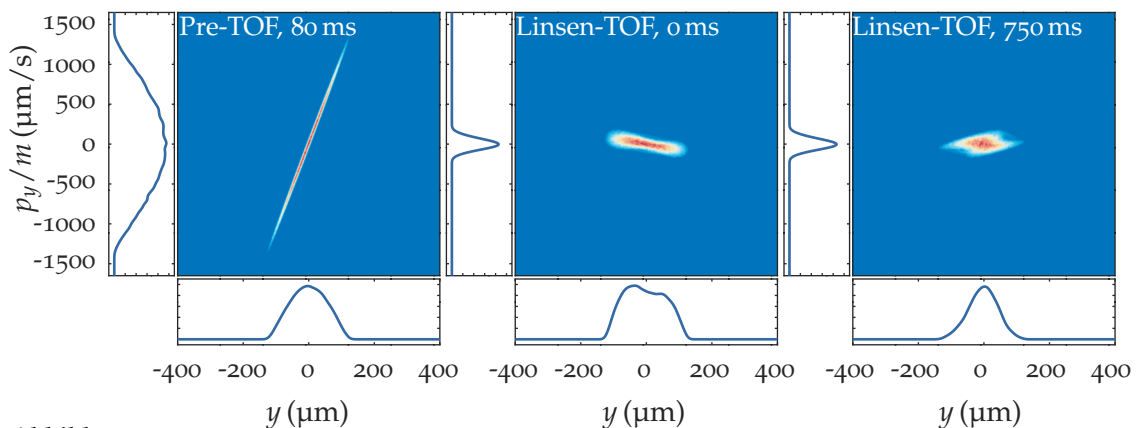 Pre-TOF, 80 ms
Linsen-TOF, 0 ms
Linsen-TOF, 750 ms
p_y/m (µm/s)
1500
1000
500
0
-500
-1000
-1500
-400 -200 0 200 400
-400 -200 0 200 400
-400 -200 0 200 400
y (µm)
y (µm)
y (µm)